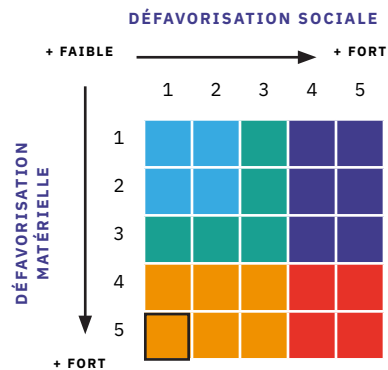 DÉFAVORISATION SOCIALE
+ FAIBLE
+ FORT
1 2 3 4 5
DÉFAVORISATION
MATÉRIELLE
1
2
3
4
5
+ FORT